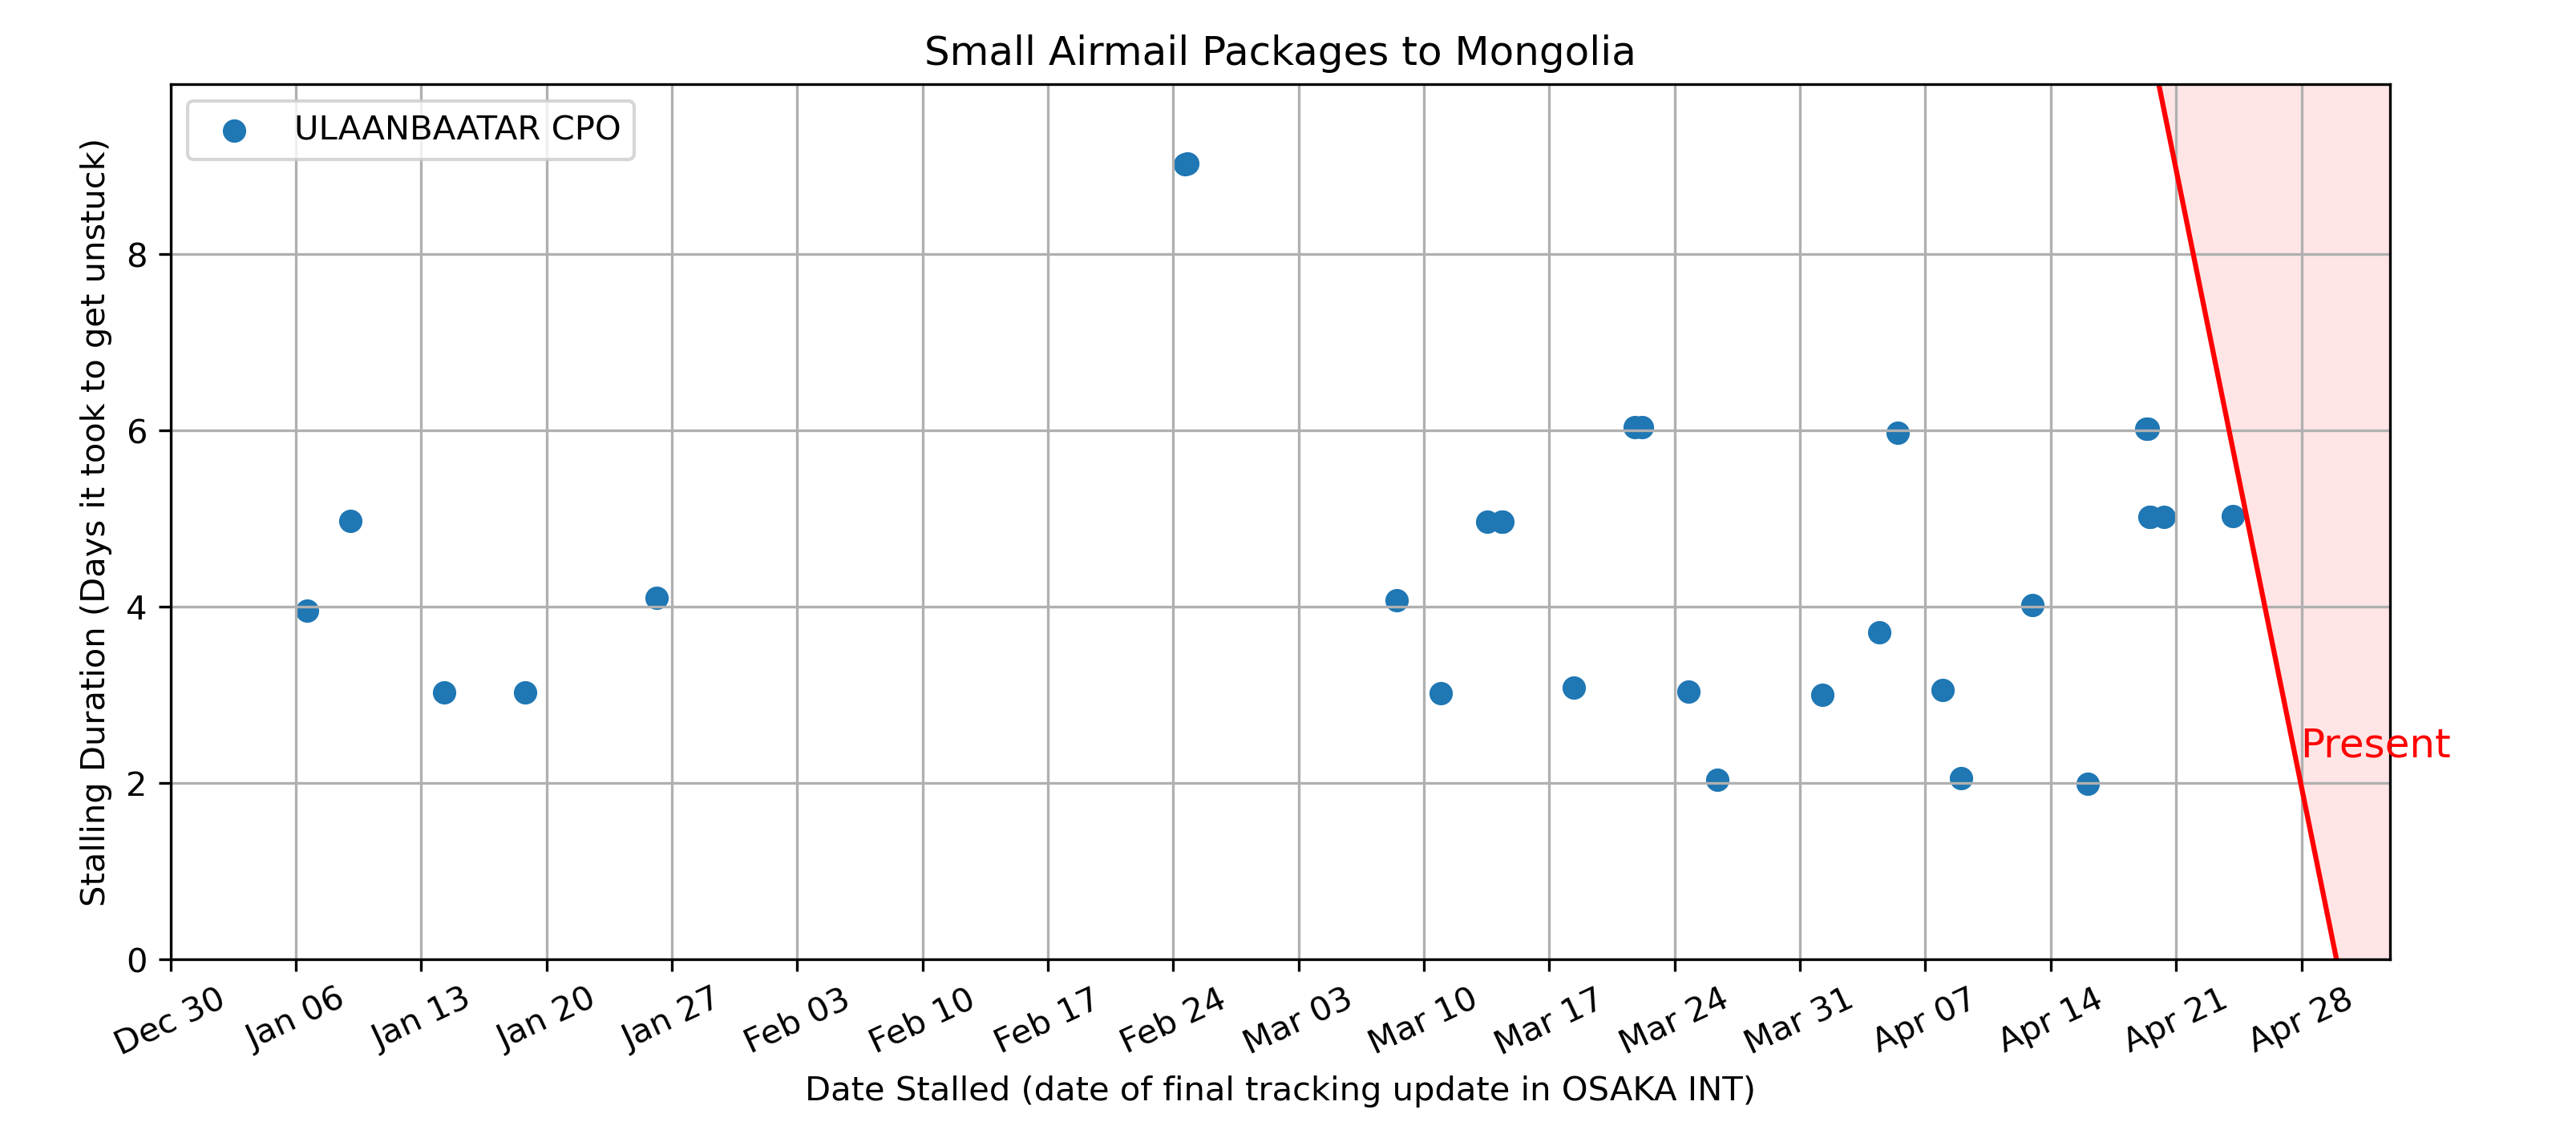 Small Airmail Packages to Mongolia
ULAANBAATAR CPO
Stalling Duration (Days it took to get unstuck)
8
6
4
2
0
Present
Dec 30
Jan 06
Jan 13
Jan 20
Jan 27
Feb 03
Feb 10
Feb 17
Feb 24
Mar 03
Mar 10
Mar 17
Mar 24
Mar 31
Apr 07
Apr 14
Apr 21
Apr 28
Date Stalled (date of final tracking update in OSAKA INT)